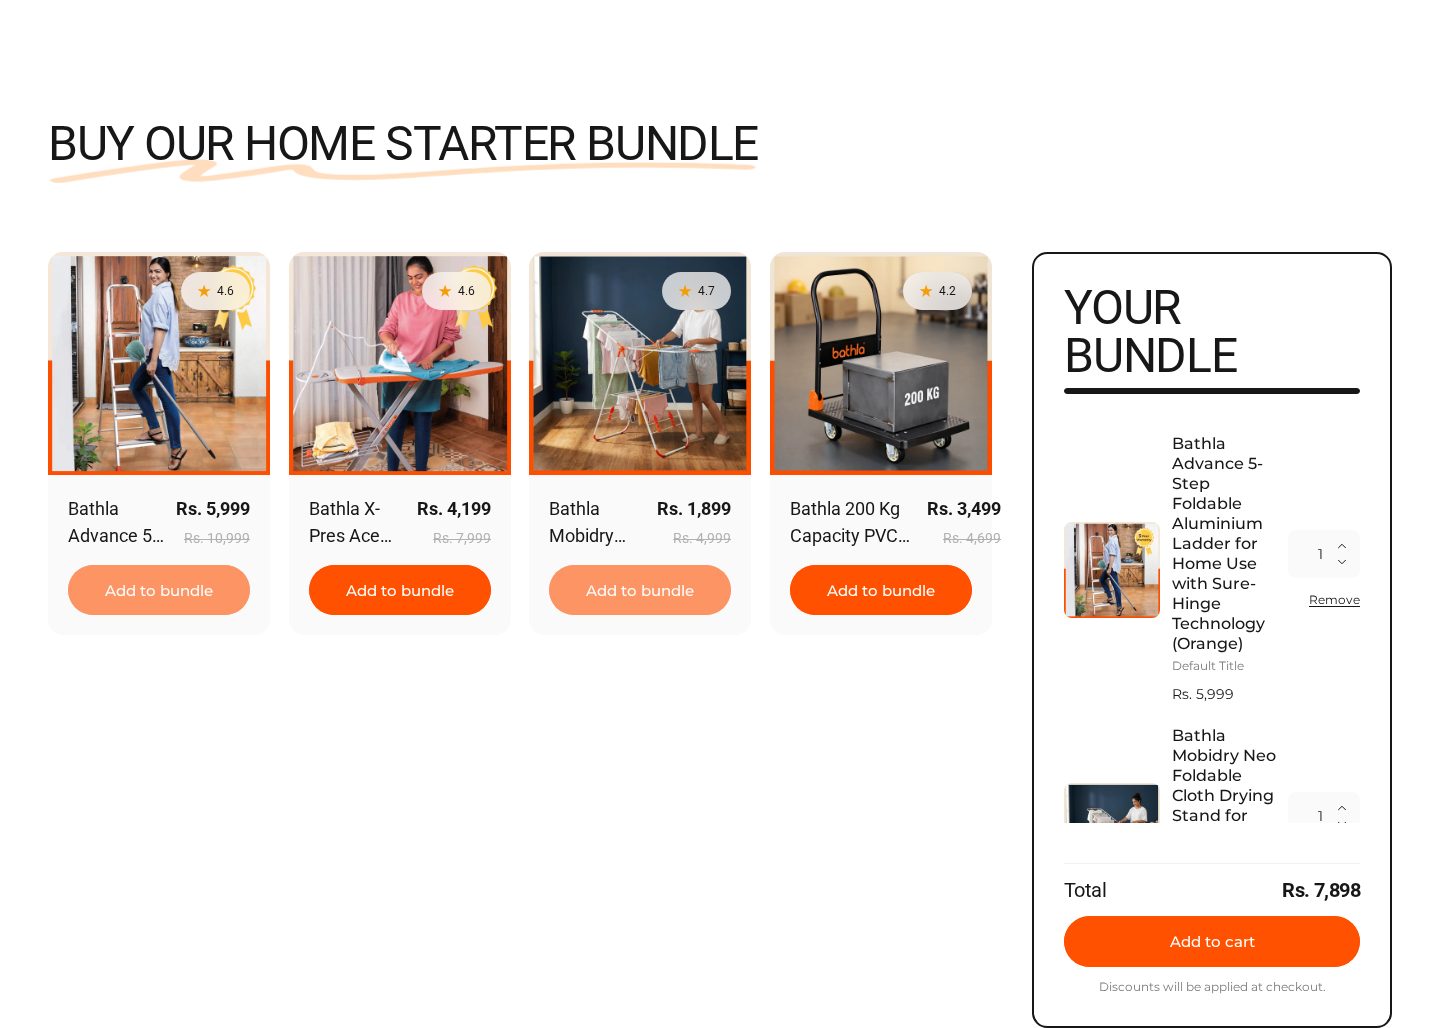 BUY OUR HOME STARTER BUNDLE
4.6
4.6
4.7
4.2
bathla
200 KG
Bathla
Advance 5...
Rs. 5,999
Rs. 10,999
Add to bundle
Bathla X-
Pres Ace...
Rs. 4,199
Rs. 7,999
Add to bundle
Bathla
Mobidry...
Rs. 1,899
Rs. 4,999
Add to bundle
Bathla 200 Kg
Capacity PVC...
Rs. 3,499
Rs. 4,699
Add to bundle
YOUR
BUNDLE
Bathla
Advance 5-
Step
Foldable
Aluminium
Ladder for
Home Use
with Sure-
Hinge
Technology
(Orange)
Default Title
Rs. 5,999
1
Remove
Bathla
Mobidry Neo
Foldable
Cloth Drying
Stand for
1
Total
Rs. 7,898
Add to cart
Discounts will be applied at checkout.